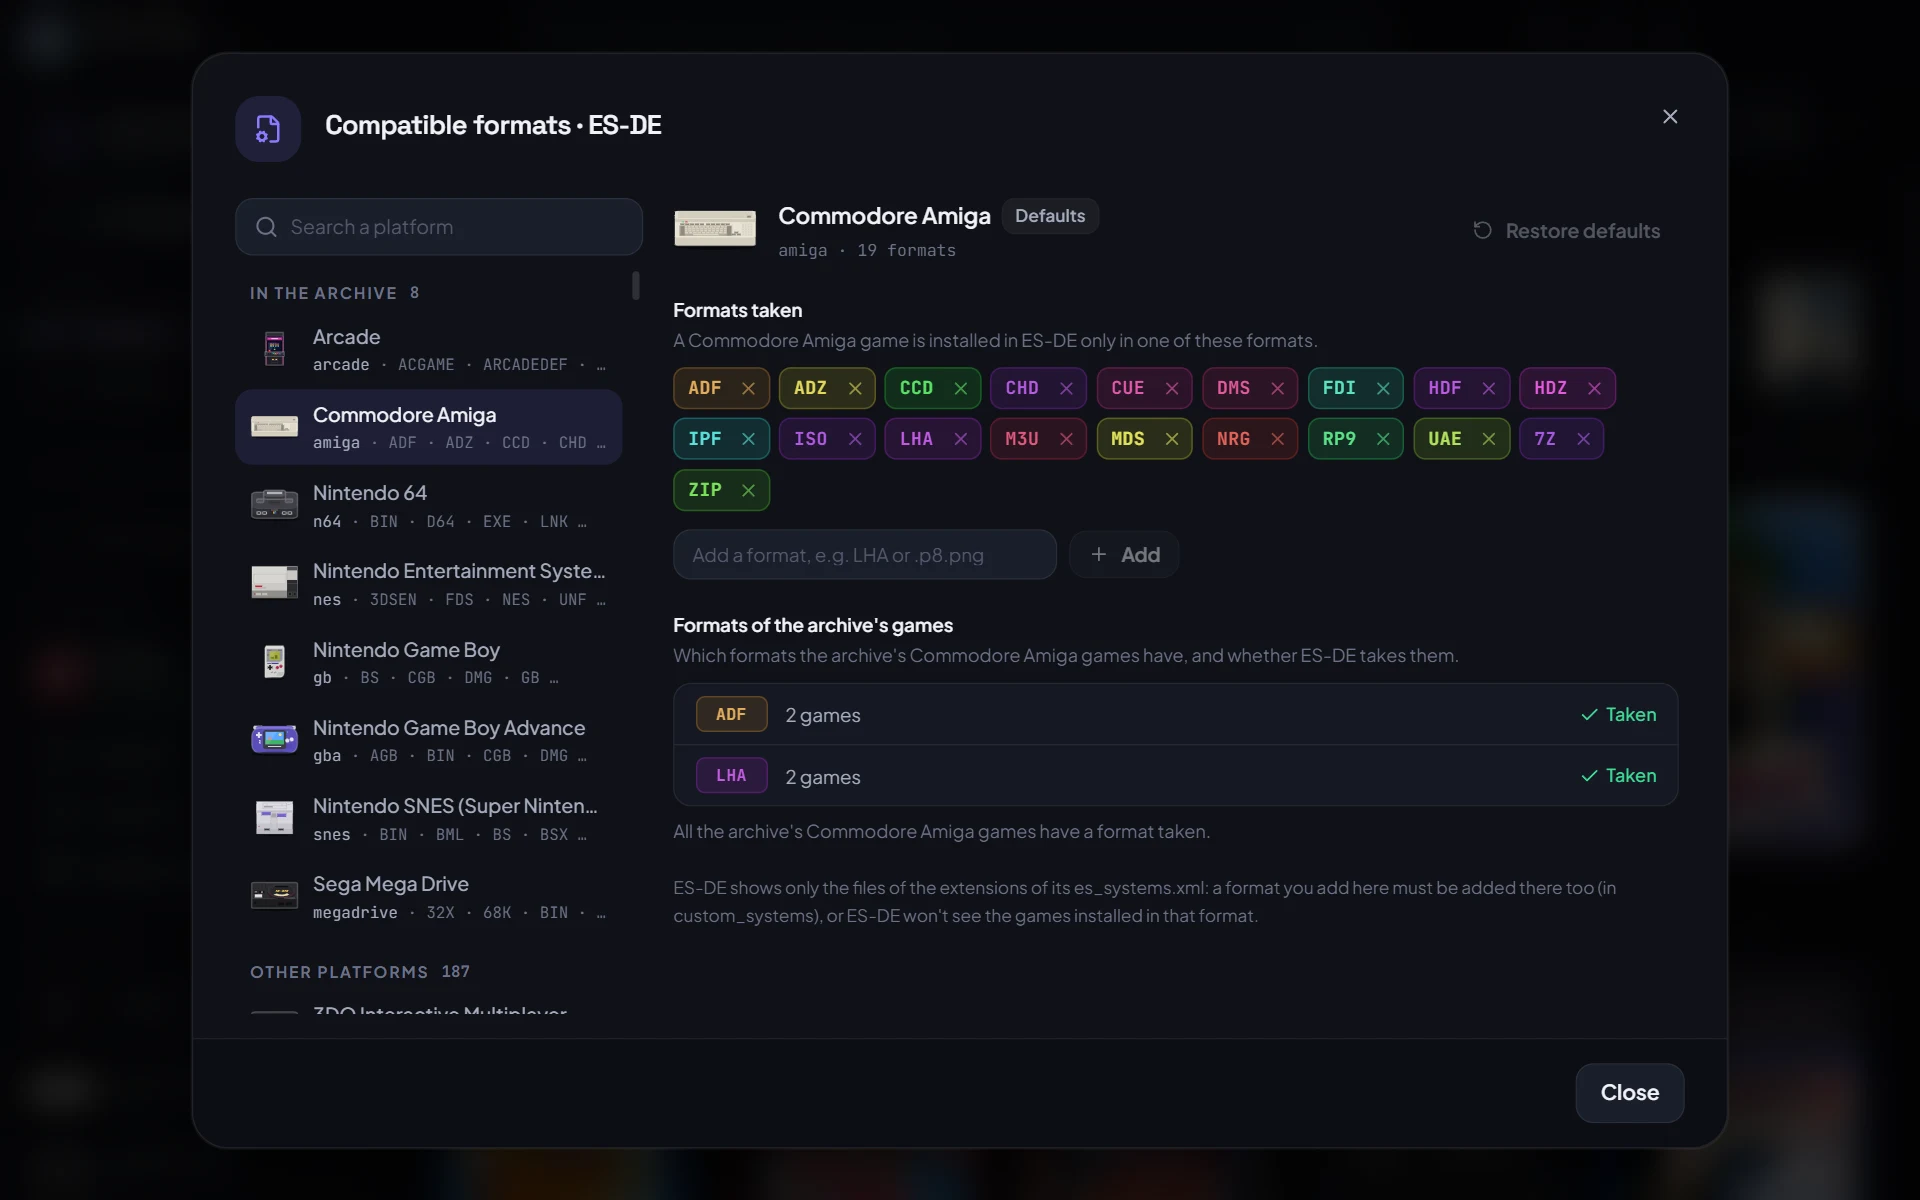 Compatible formats · ES-DE
Search a platform
IN THE ARCHIVE 8
Arcade
arcade · ACGAME · ARCADEDEF · …
Commodore Amiga
amiga · ADF · ADZ · CCD · CHD …
Nintendo 64
n64 · BIN · D64 · EXE · LNK …
Nintendo Entertainment Syste…
nes · 3DSEN · FDS · NES · UNF …
Nintendo Game Boy
gb · BS · CGB · DMG · GB …
Nintendo Game Boy Advance
gba · AGB · BIN · CGB · DMG …
Nintendo SNES (Super Ninten…
snes · BIN · BML · BS · BSX …
Sega Mega Drive
megadrive · 32X · 68K · BIN · …
OTHER PLATFORMS 187
3DO Interactive Multiplayer
Commodore Amiga Defaults
amiga · 19 formats
Restore defaults
Formats taken
A Commodore Amiga game is installed in ES-DE only in one of these formats.
ADF ADZ CCD CHD CUE DMS FDI HDF HDZ
IPF ISO LHA M3U MDS NRG RP9 UAE 7Z
ZIP
Add a format, e.g. LHA or .p8.png
Add
Formats of the archive's games
Which formats the archive's Commodore Amiga games have, and whether ES-DE takes them.
ADF 2 games Taken
LHA 2 games Taken
All the archive's Commodore Amiga games have a format taken.
ES-DE shows only the files of the extensions of its es_systems.xml: a format you add here must be added there too (in
custom_systems), or ES-DE won't see the games installed in that format.
Close